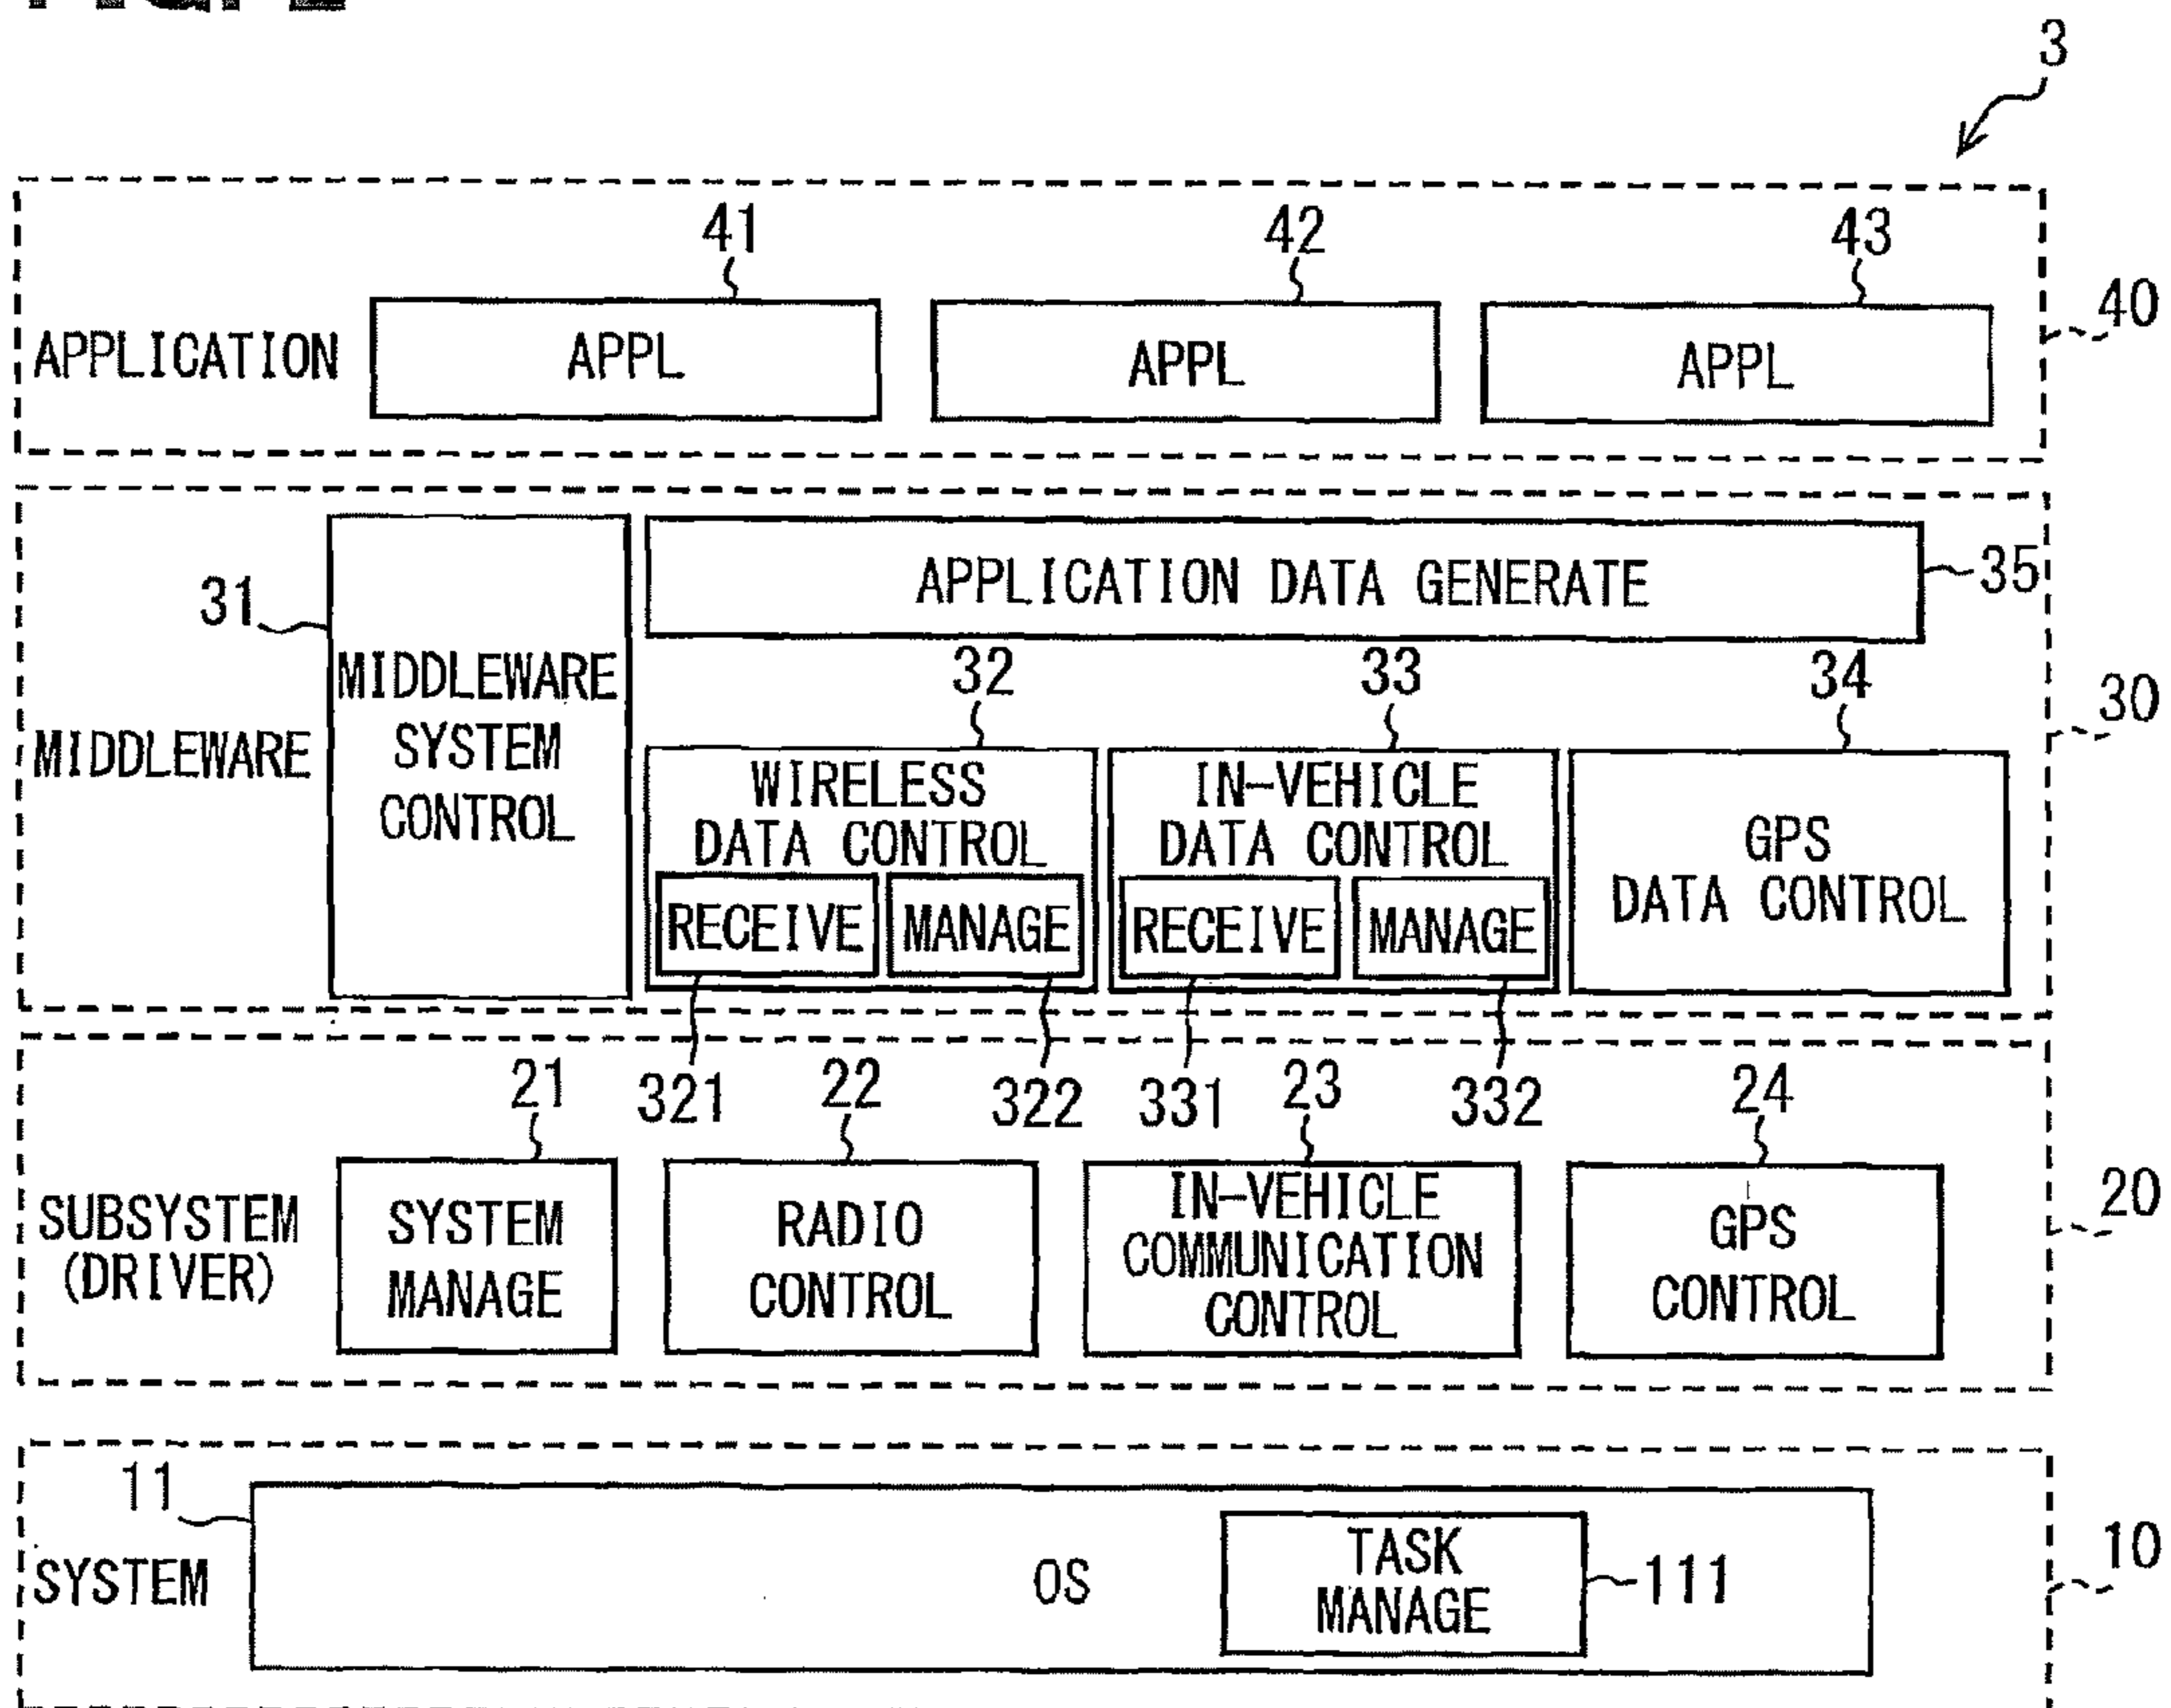 3
41
42
43
40
APPLICATION
APPL
APPL
APPL
31
MIDDLEWARE
MIDDLEWARE
SYSTEM
CONTROL
APPLICATION DATA GENERATE
35
32
33
34
30
WIRELESS
DATA CONTROL
RECEIVE
MANAGE
IN-VEHICLE
DATA CONTROL
RECEIVE
MANAGE
GPS
DATA CONTROL
321
322
331
332
21
22
23
24
20
SUBSYSTEM
(DRIVER)
SYSTEM
MANAGE
RADIO
CONTROL
IN-VEHICLE
COMMUNICATION
CONTROL
GPS
CONTROL
11
SYSTEM
OS
TASK
MANAGE
111
10